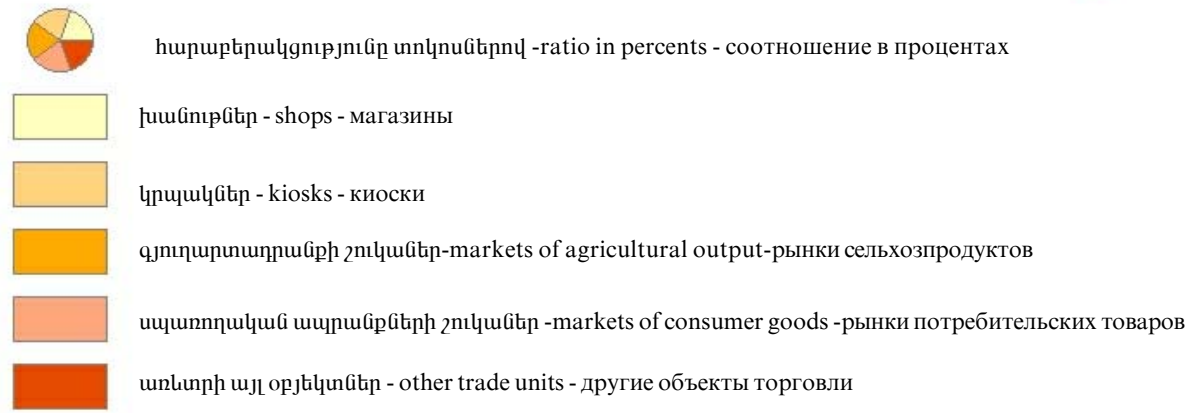 հարաբերակցությունը տոկոսներով -ratio in percents - соотношение в процентах
խանութներ - shops - магазины
կրպակներ - kiosks - киоски
գյուղարտադրանքի շուկաներ-markets of agricultural output-рынки сельхозпродуктов
սպառողական ապրանքների շուկաներ -markets of consumer goods -рынки потребительских товаров
առևտրի այլ օբյեկտներ - other trade units - другие объекты торговли